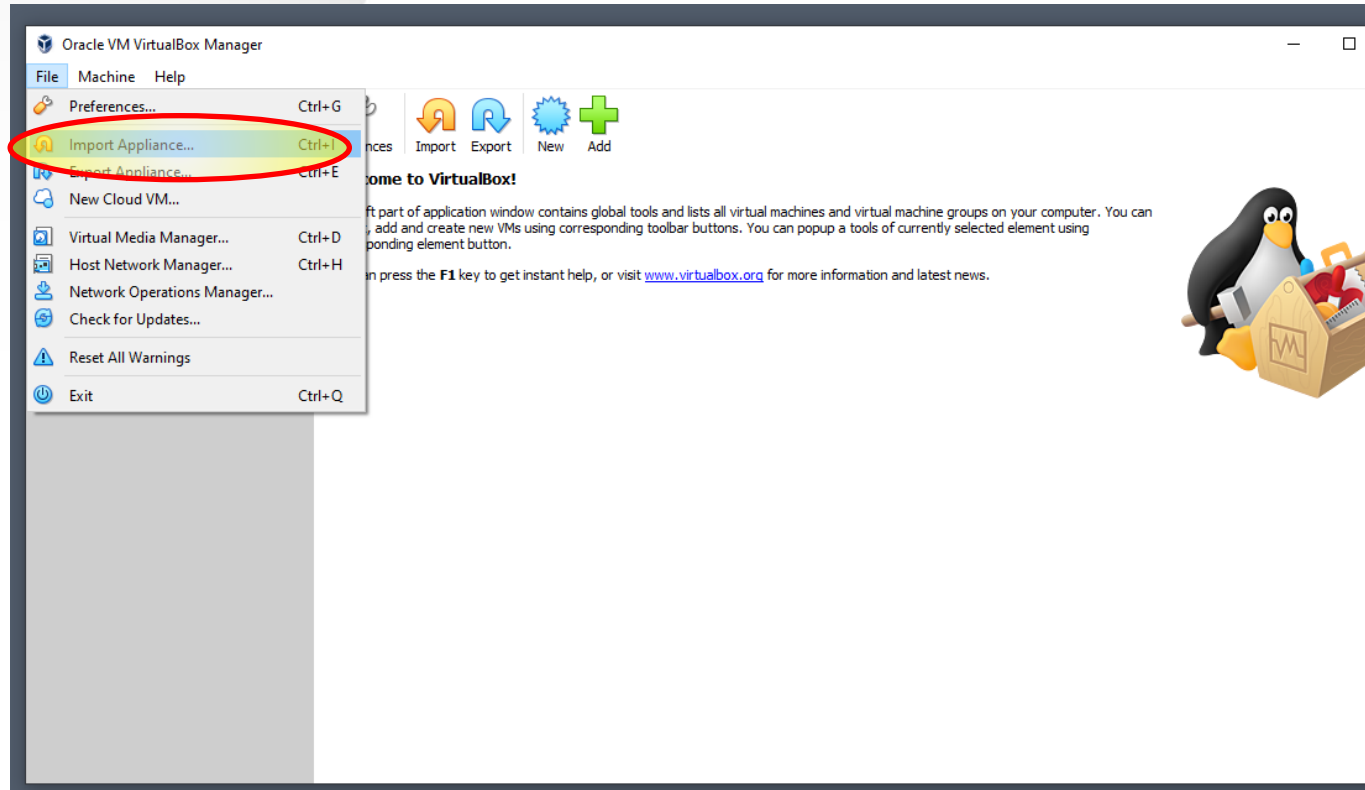 Oracle VM VirtualBox Manager
File Machine Help
Preferences... Ctrl+G
Import Appliance... Ctrl+I
Export Appliance... Ctrl+E
New Cloud VM...
Virtual Media Manager... Ctrl+D
Host Network Manager... Ctrl+H
Network Operations Manager...
Check for Updates...
Reset All Warnings
Exit Ctrl+Q
nces Import Export New Add
ome to VirtualBox!
ft part of application window contains global tools and lists all virtual machines and virtual machine groups on your computer. You can
, add and create new VMs using corresponding toolbar buttons. You can popup a tools of currently selected element using
ponding element button.
n press the F1 key to get instant help, or visit www.virtualbox.org for more information and latest news.